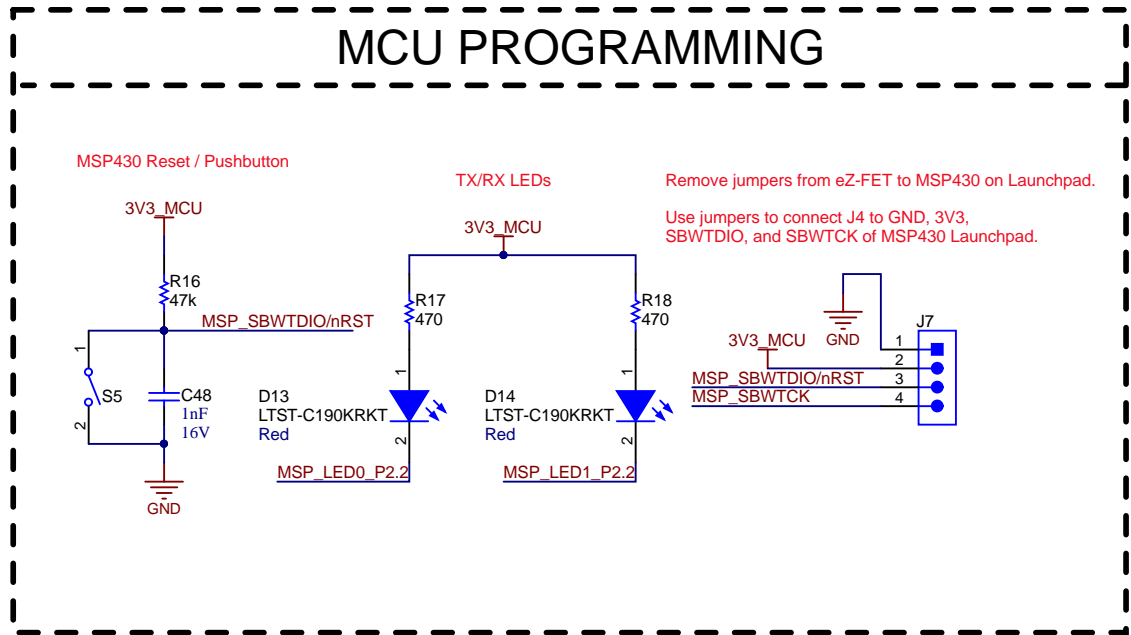 MCU PROGRAMMING
MSP430 Reset / Pushbutton
3V3_MCU
R16
47k
MSP_SBWTDIO/nRST
1
S5
2
C48
1nF
16V
GND
TX/RX LEDs
3V3_MCU
R17
470
R18
470
1
D13
LTST-C190KRKT
Red
2
MSP_LED0_P2.2
1
D14
LTST-C190KRKT
Red
2
MSP_LED1_P2.2
Remove jumpers from eZ-FET to MSP430 on Launchpad.
Use jumpers to connect J4 to GND, 3V3,
SBWTDIO, and SBWTCK of MSP430 Launchpad.
GND
3V3_MCU
J7
1
2
MSP_SBWTDIO/nRST
3
MSP_SBWTCK
4